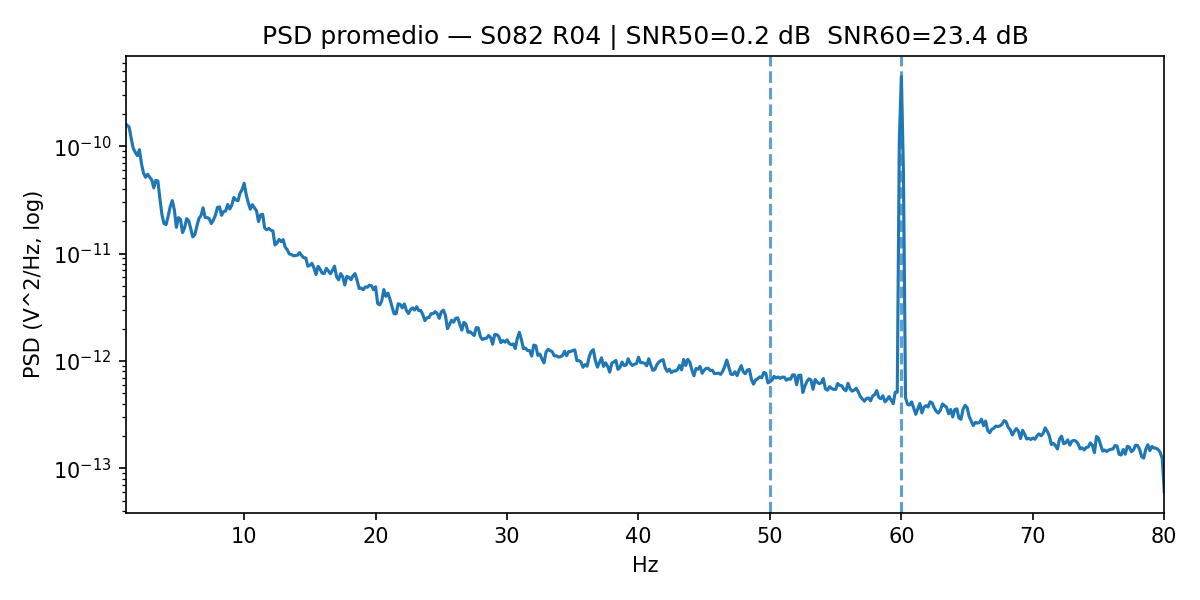 PSD promedio — S082 R04 | SNR50=0.2 dB  SNR60=23.4 dB
PSD (V^2/Hz, log)
10⁻¹⁰
10⁻¹¹
10⁻¹²
10⁻¹³
10 20 30 40 50 60 70 80
Hz